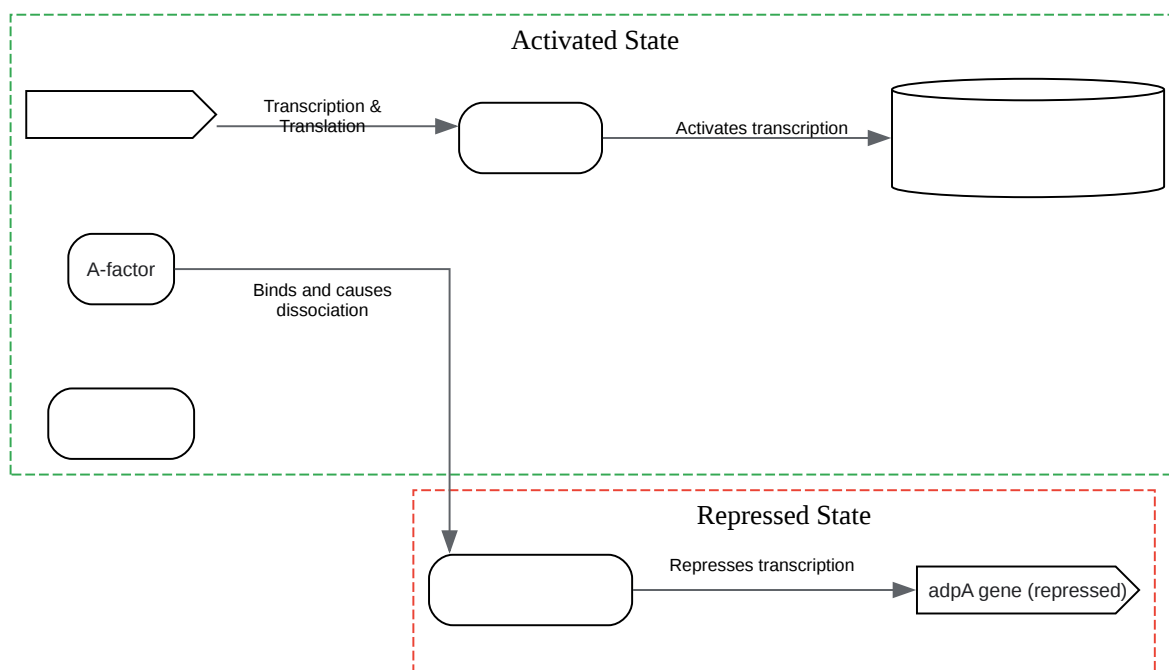 Activated State
Transcription &
Translation
Activates transcription
A-factor
Binds and causes
dissociation
Repressed State
Represses transcription
adpA gene (repressed)